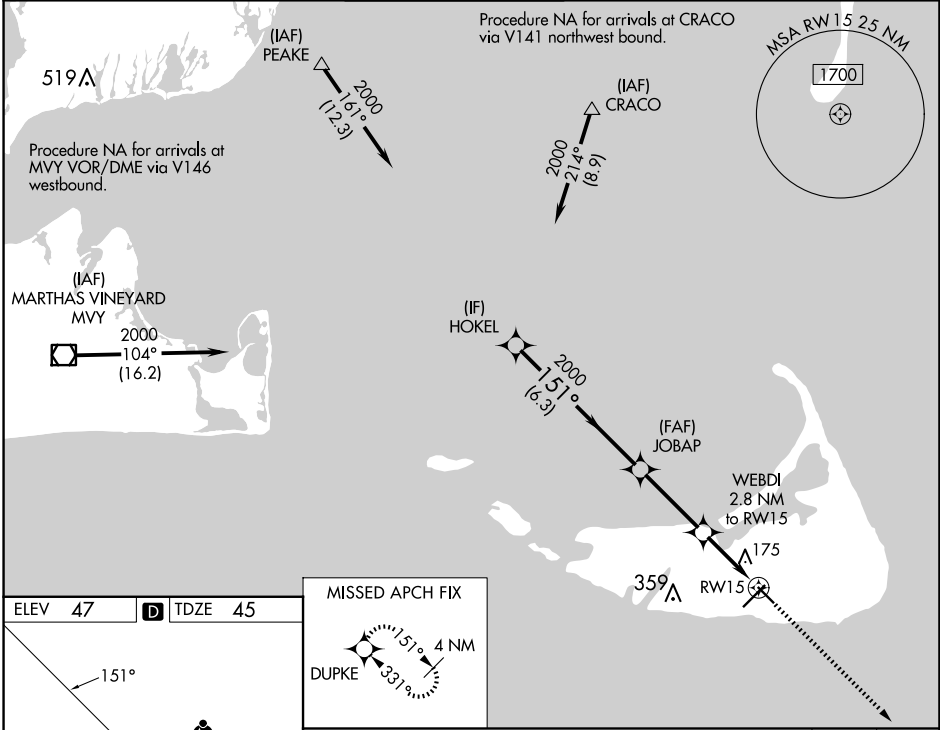 Procedure NA for arrivals at CRACO
via V141 northwest bound.
MSA RW 15 25 NM
1700
(IAF)
PEAKE
2000
161°
(12.3)
519
(IAF)
CRACO
2000
214°
(8.9)
Procedure NA for arrivals at
MVY VOR/DME via V146
westbound.
(IAF)
MARTHAS VINEYARD
MVY
2000
104°
(16.2)
(IF)
HOKEL
2000
151°
(6.3)
(FAF)
JOBAP
WEBDI
2.8 NM
to RW15
175
359
RW15
ELEV 47 D TDZE 45
151°
MISSED APCH FIX
DUPKE
151°
331°
4 NM